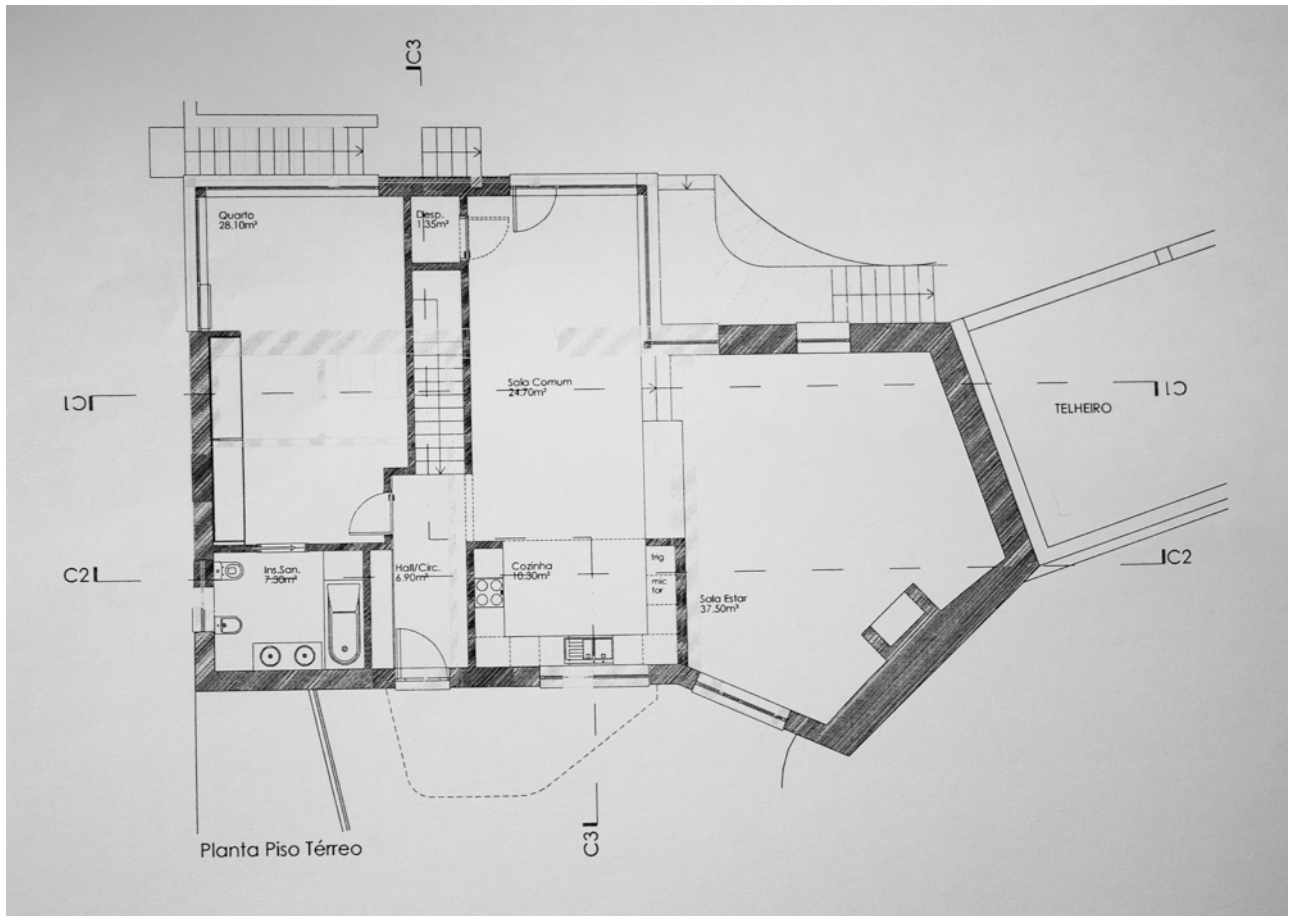 C3
Quarto
28.10m²
Desp.
1.35m²
Sala Comum
24.70m²
C1
C1
TELHEIRO
C2
Ins.San.
7.30m²
Hall/Circ.
6.90m²
Cozinha
10.30m²
frig
mic
for
Sala Estar
37.50m²
C2
C3
Planta Piso Térreo